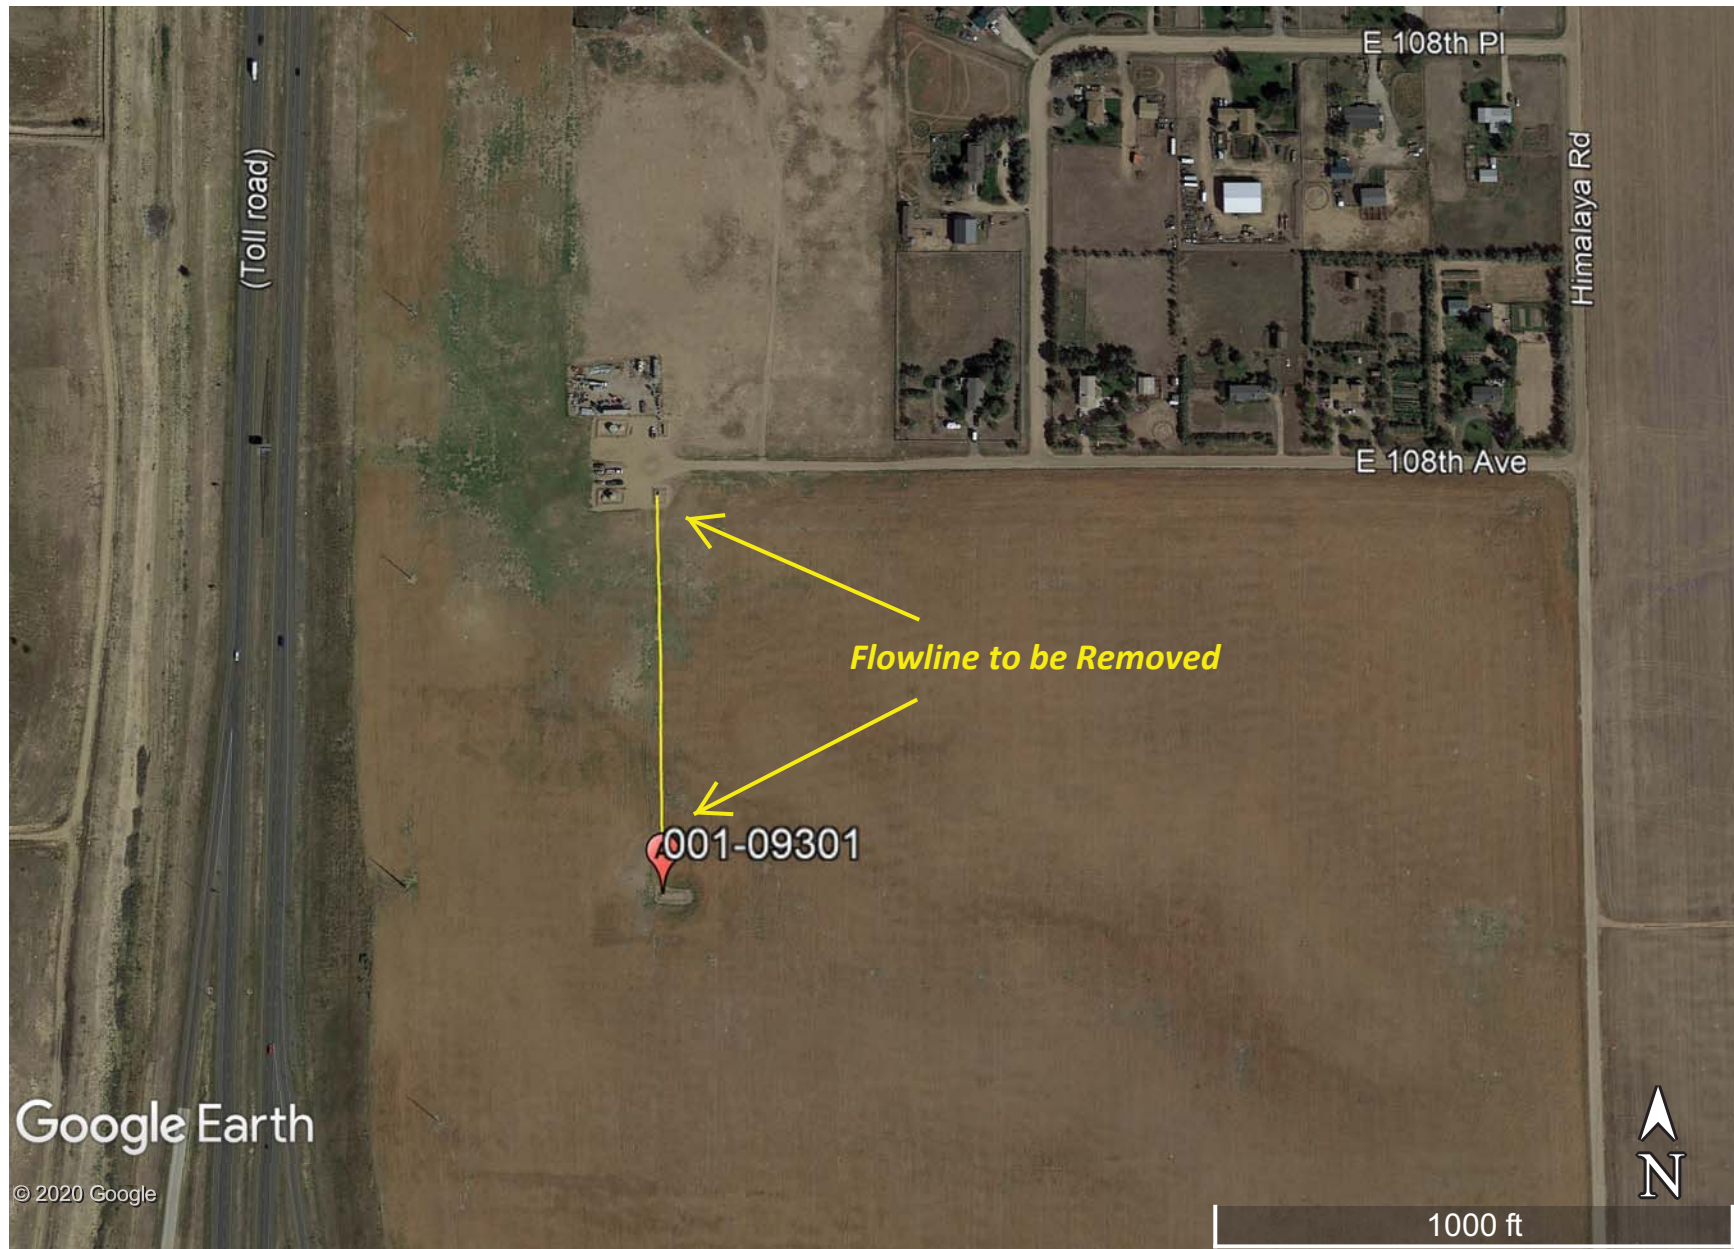 E 108th Pl
(Toll road)
Himalaya Rd
E 108th Ave
Flowline to be Removed
001-09301
Google Earth
© 2020 Google
N
1000 ft